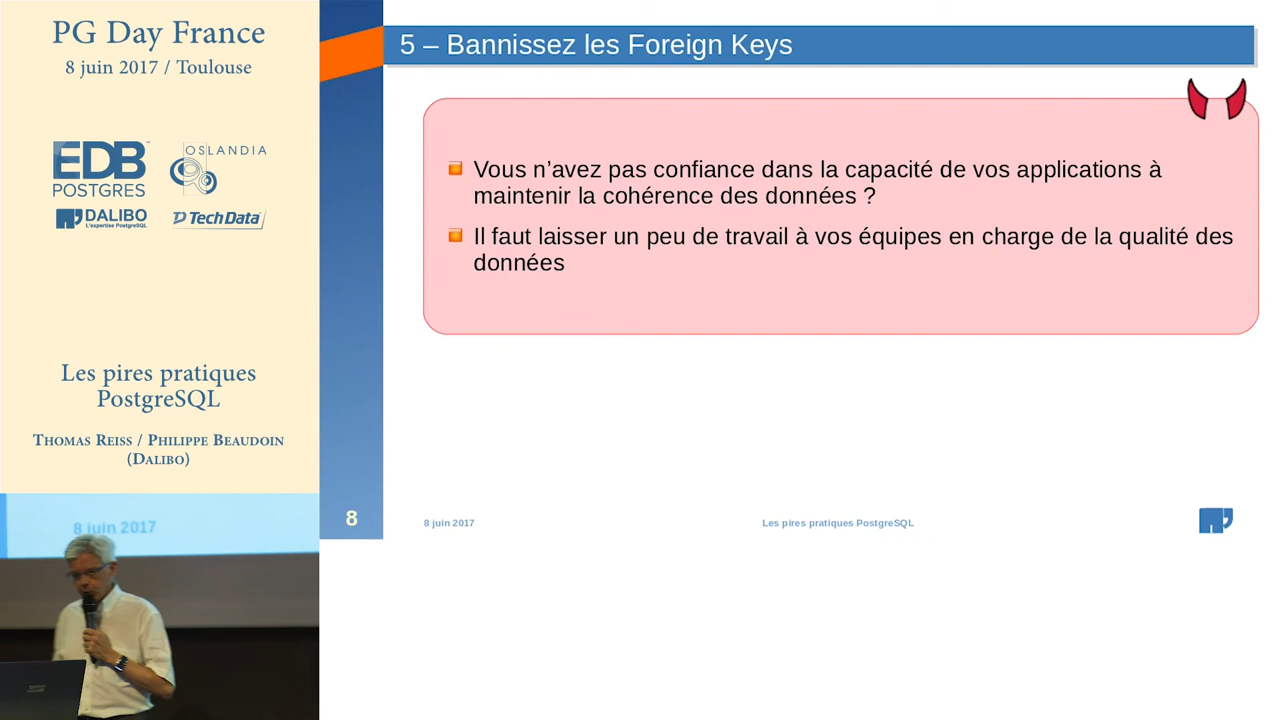 PG Day France
8 juin 2017 / Toulouse
EDB
POSTGRES
OSLANDIA
DALIBO
L'expertise PostgreSQL
Tech Data
Les pires pratiques
PostgreSQL
Thomas Reiss / Philippe Beaudoin
(Dalibo)
8 juin 2017
5 – Bannissez les Foreign Keys
Vous n’avez pas confiance dans la capacité de vos applications à
maintenir la cohérence des données ?
Il faut laisser un peu de travail à vos équipes en charge de la qualité des
données
8
8 juin 2017
Les pires pratiques PostgreSQL